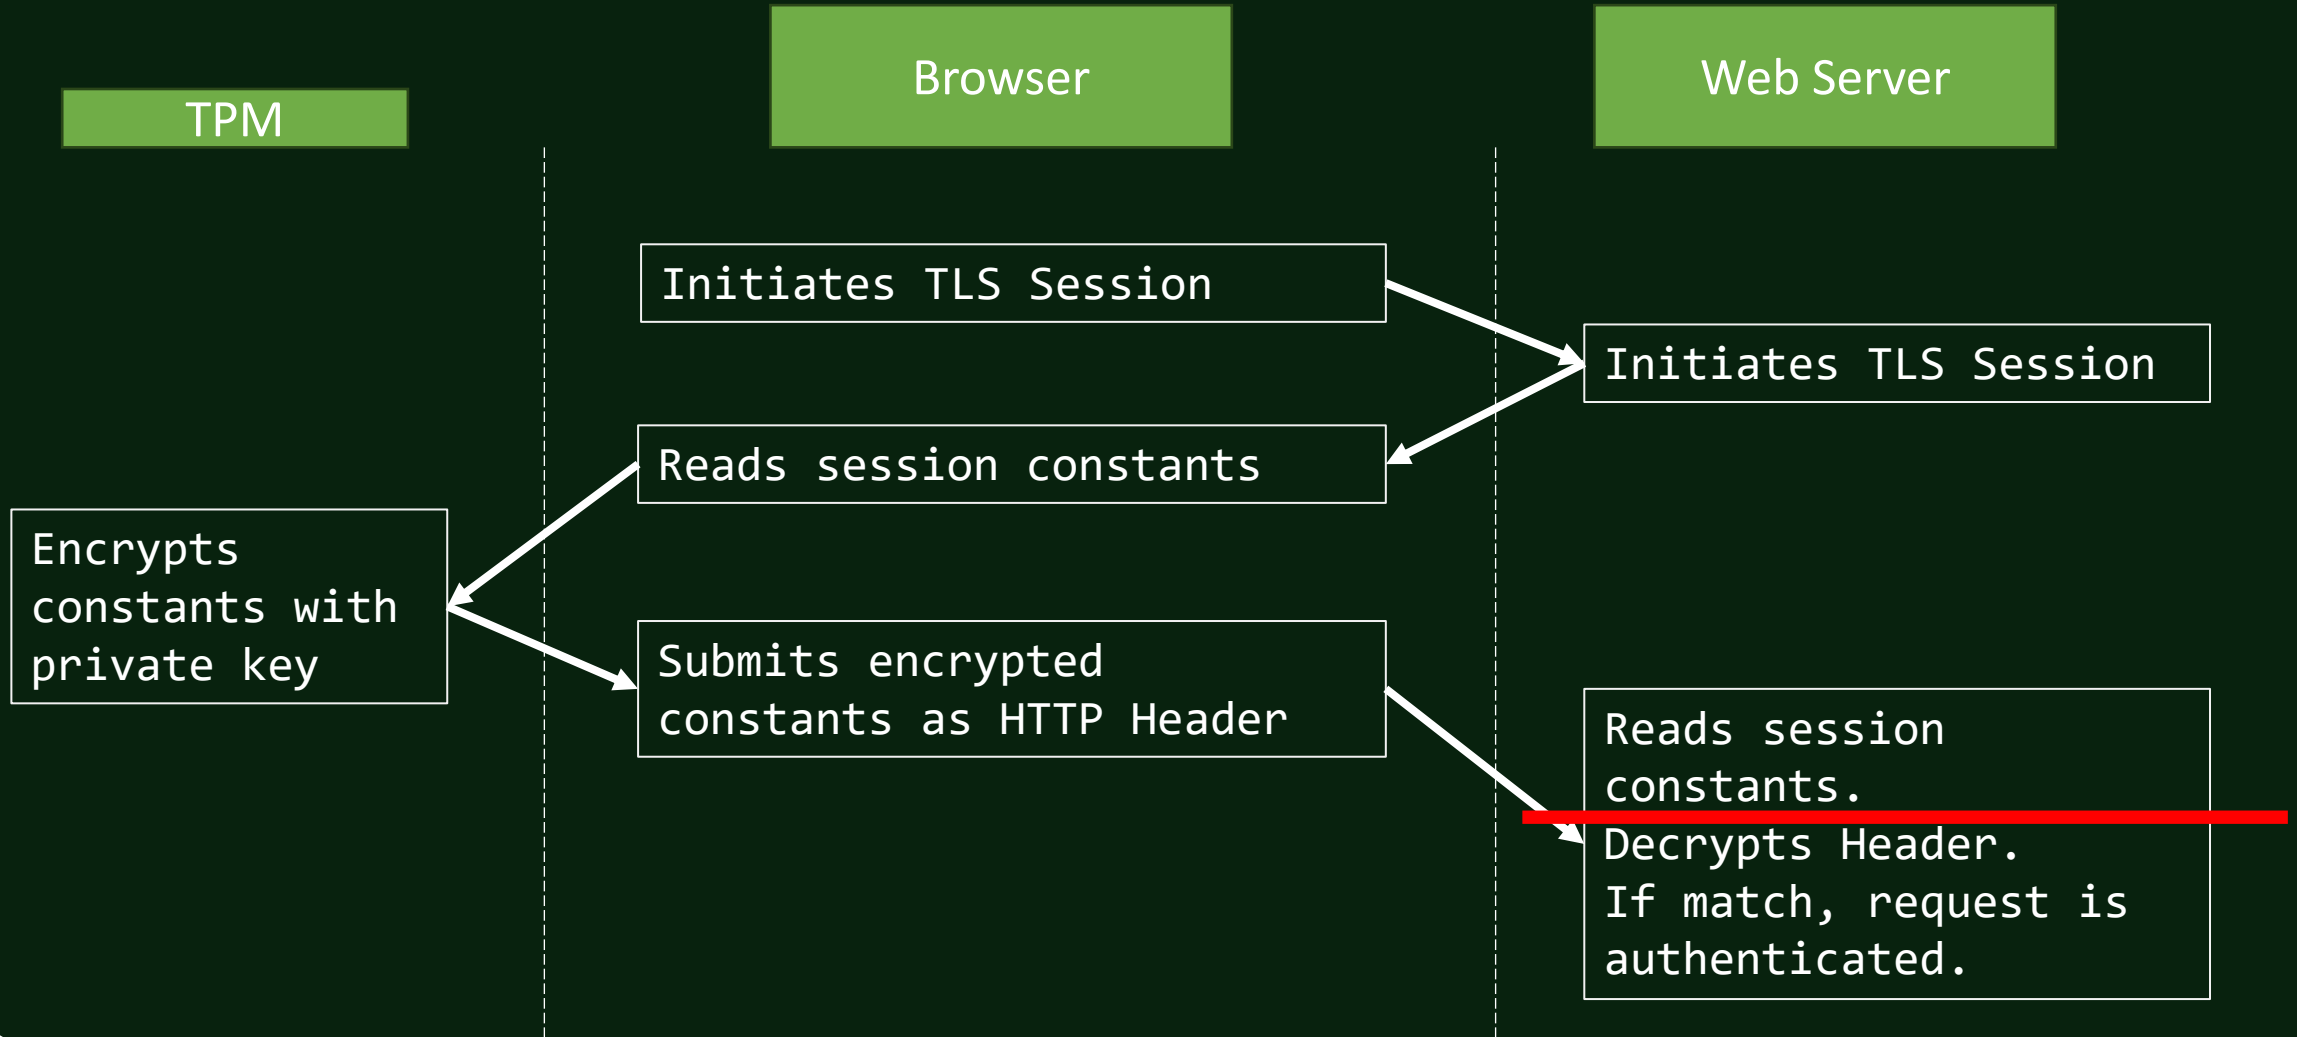 TPM
Browser
Web Server
Initiates TLS Session
Initiates TLS Session
Reads session constants
Encrypts
constants with
private key
Submits encrypted
constants as HTTP Header
Reads session
constants.
Decrypts Header.
If match, request is
authenticated.